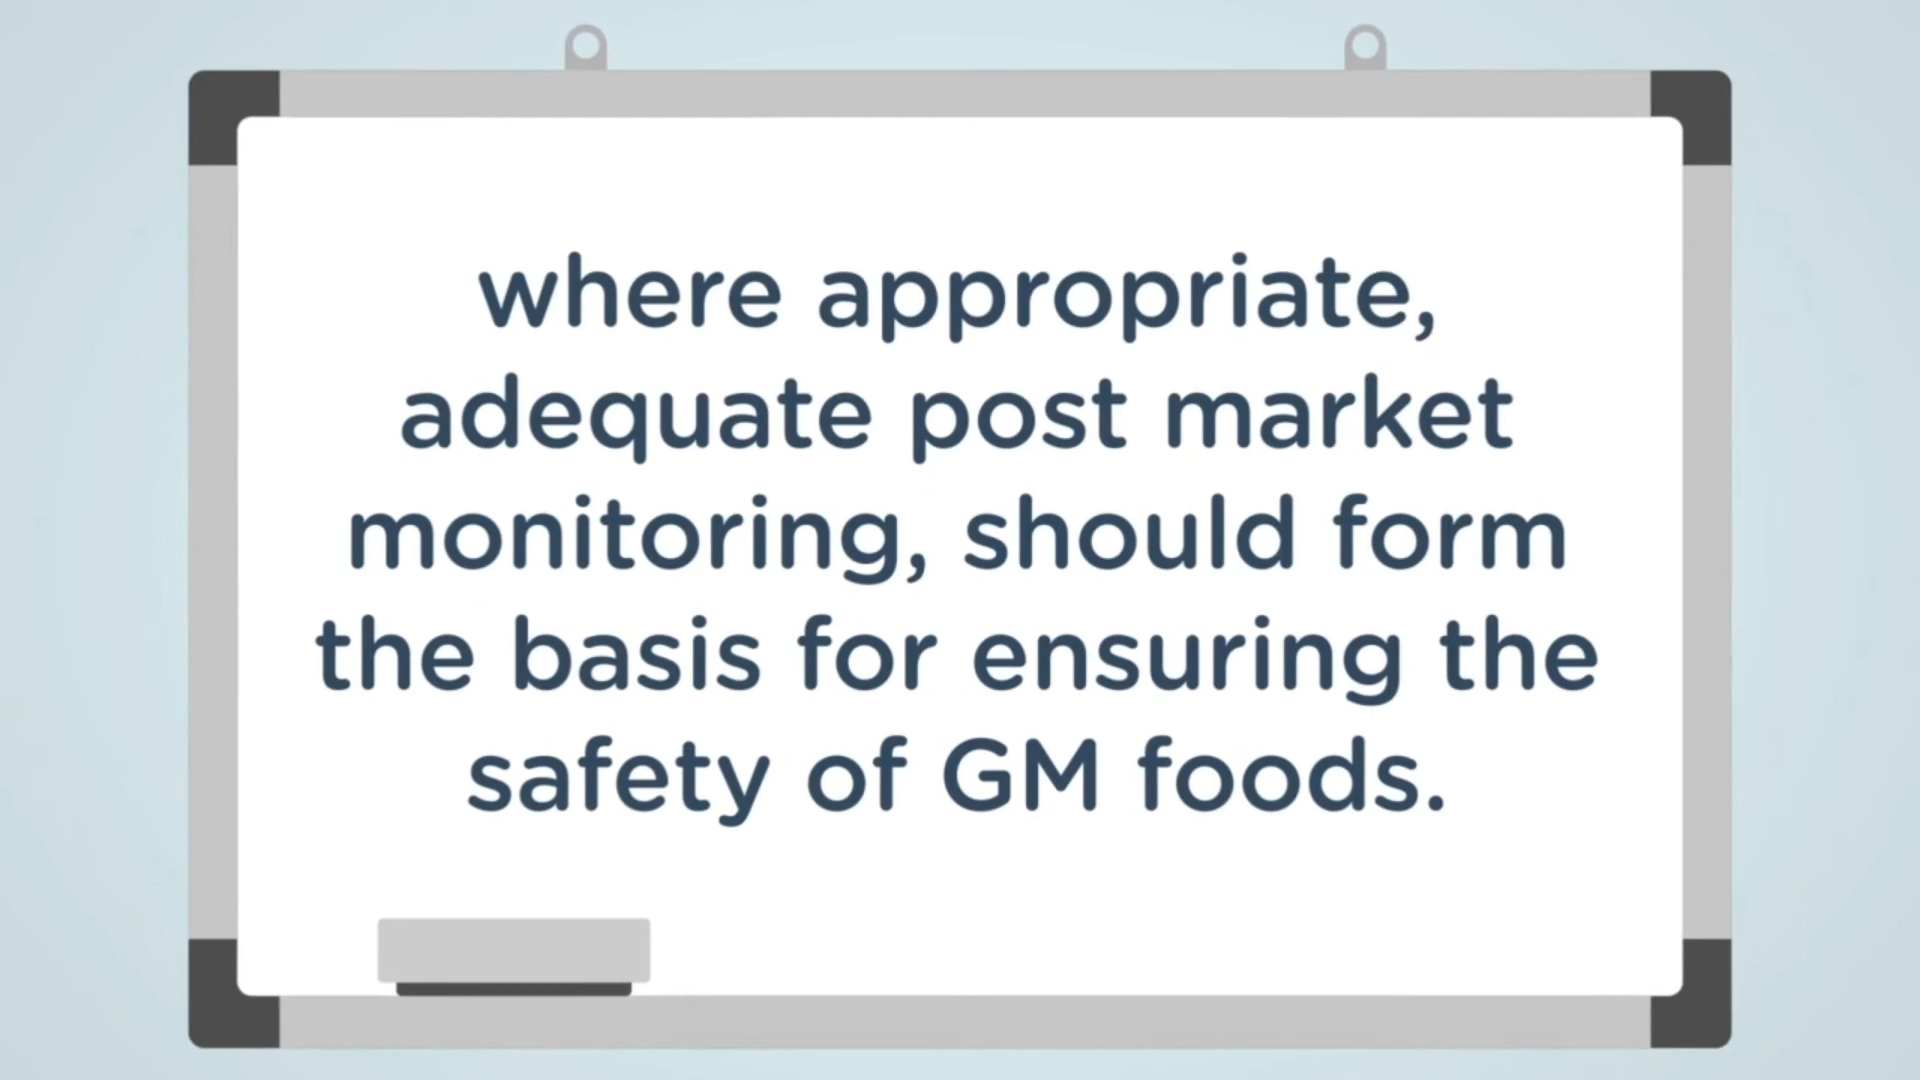 where appropriate,
adequate post market
monitoring, should form
the basis for ensuring the
safety of GM foods.